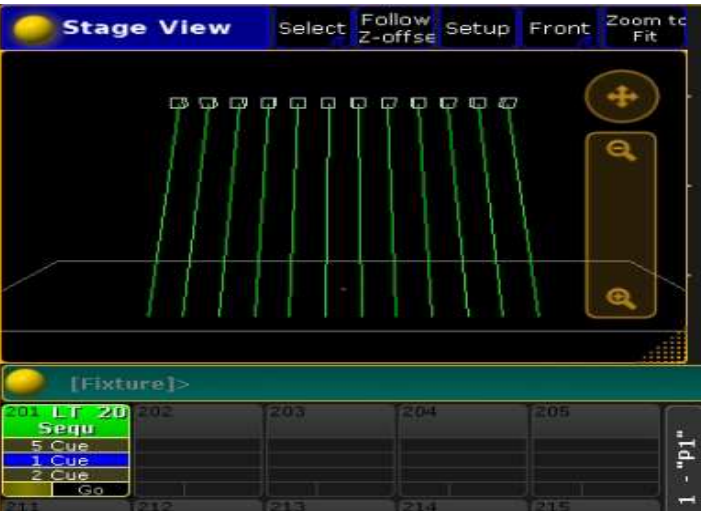 Stage View
Select
Follow
Z-offse
Setup
Front
Zoom to
Fit
[Fixture]>
201 LT 20
Sequ
5 Cue
1 Cue
2 Cue
Go
202
203
204
205
1 - "p1"
211
212
213
214
215